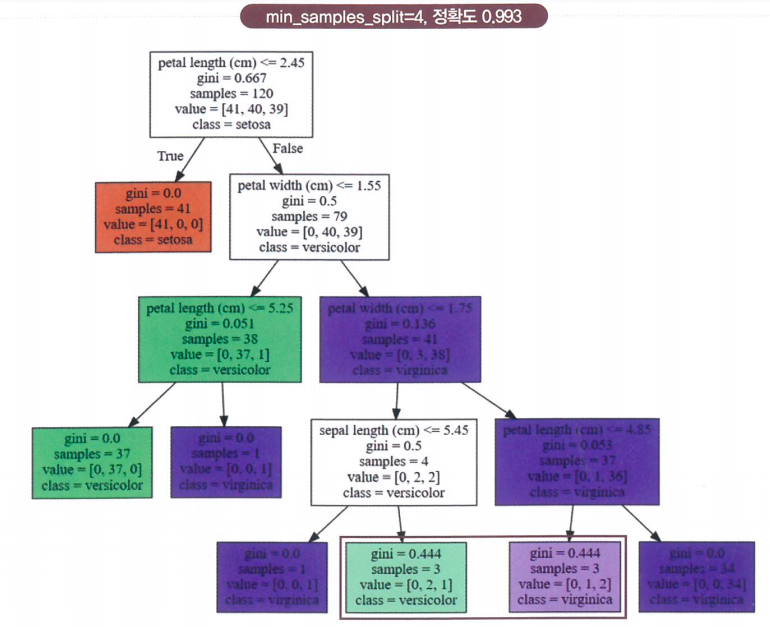 min_samples_split=4, 정확도 0.993
petal length (cm) <= 2.45
gini = 0.667
samples = 120
value = [41, 40, 39]
class = setosa
True
False
gini = 0.0
samples = 41
value = [41, 0, 0]
class = setosa
petal width (cm) <= 1.55
gini = 0.5
samples = 79
value = [0, 40, 39]
class = versicolor
petal length (cm) <= 5.25
gini = 0.051
samples = 38
value = [0, 37, 1]
class = versicolor
petal width (cm) <= 1.75
gini = 0.136
samples = 41
value = [0, 3, 38]
class = virginica
gini = 0.0
samples = 37
value = [0, 37, 0]
class = versicolor
gini = 0.0
samples = 1
value = [0, 0, 1]
class = virginica
sepal length (cm) <= 5.45
gini = 0.5
samples = 4
value = [0, 2, 2]
class = versicolor
petal length (cm) <= 4.85
gini = 0.053
samples = 37
value = [0, 1, 36]
class = virginica
gini = 0.0
samples = 1
value = [0, 0, 1]
class = virginica
gini = 0.444
samples = 3
value = [0, 2, 1]
class = versicolor
gini = 0.444
samples = 3
value = [0, 1, 2]
class = virginica
gini = 0.0
samples = 34
value = [0, 0, 34]
class = virginica